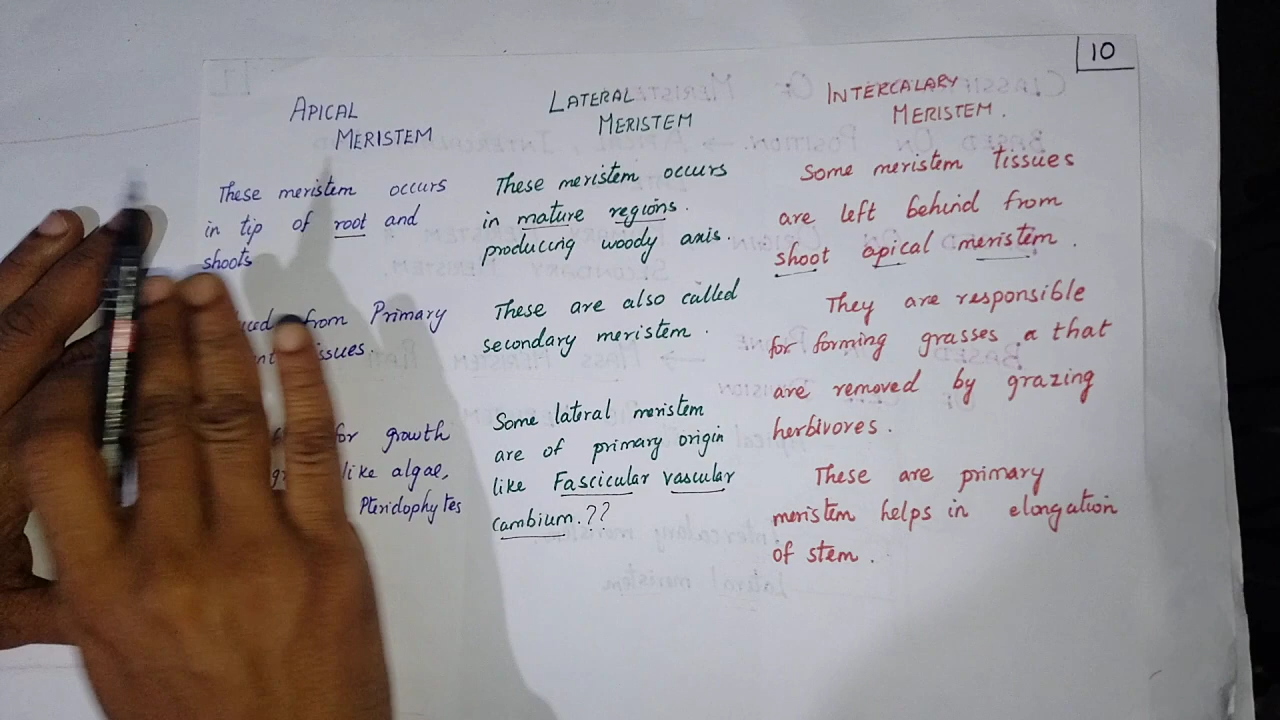 10
APICAL
MERISTEM
These meristem occurs
in tip of root and
shoots
from Primary
for growth
like algae,
Pteridophytes
LATERAL
MERISTEM
These meristem occurs
in mature regions.
producing woody axis.
These are also called
secondary meristem.
Some lateral meristem
are of primary origin
like Fascicular vascular
cambium.??
INTERCALARY
MERISTEM.
Some meristem tissues
are left behind from
shoot apical meristem.
They are responsible
for forming grasses a that
are removed by grazing
herbivores.
These are primary
meristem helps in elongation
of stem.